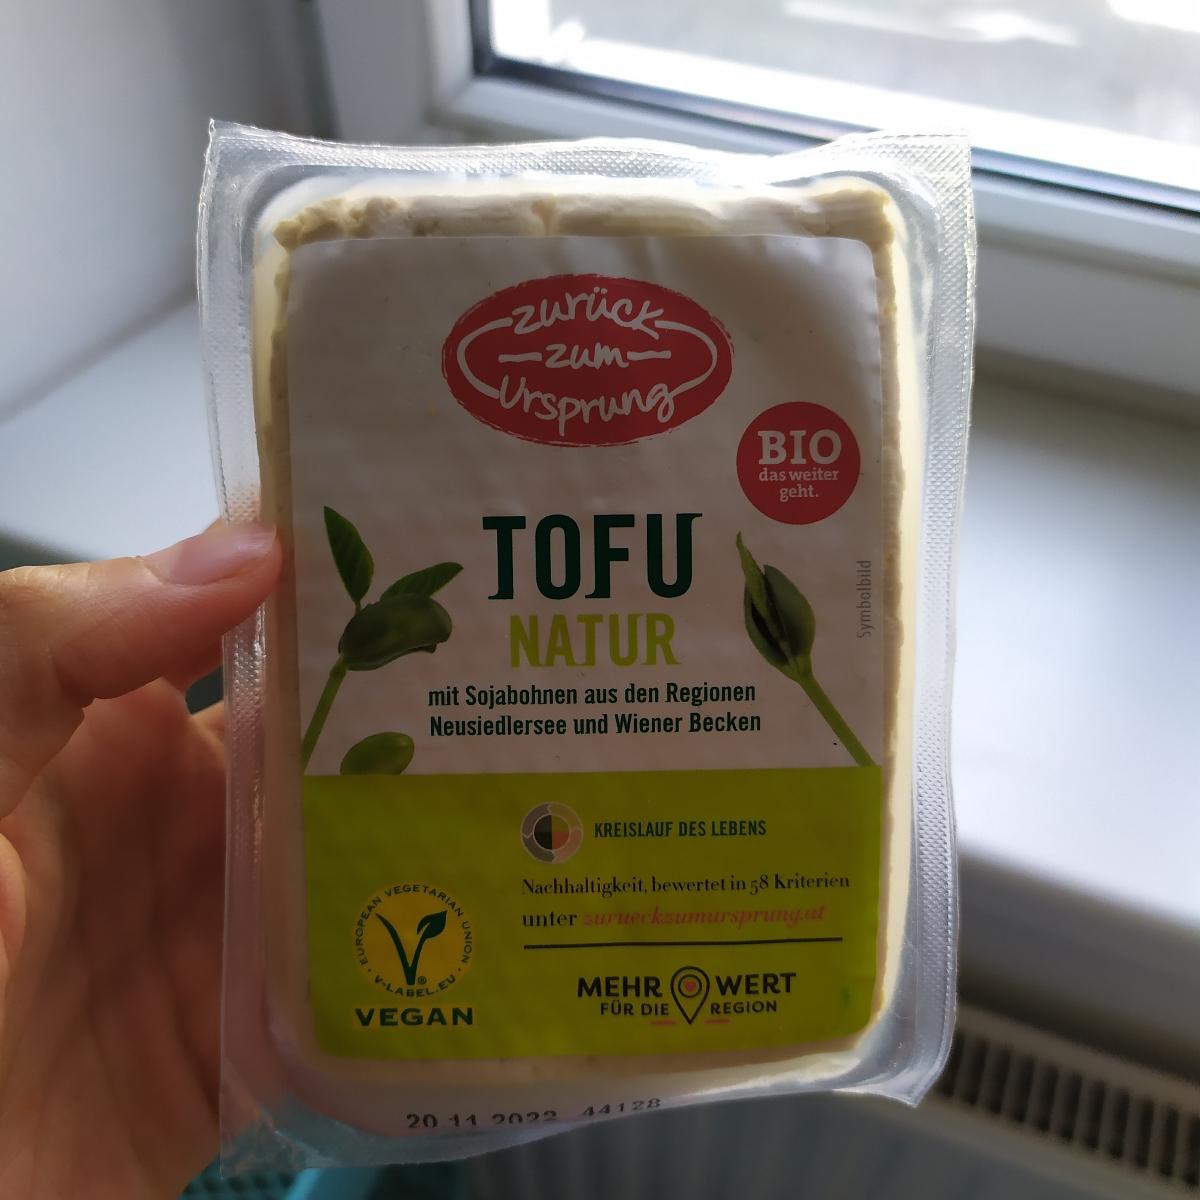 zurück
zum
Ursprung
BIO
das weiter
geht.
TOFU
NATUR
mit Sojabohnen aus den Regionen
Neusiedlersee und Wiener Becken
Symbolbild
KREISLAUF DES LEBENS
Nachhaltigkeit, bewertet in 58 Kriterien
unter zurueckzumursprung.at
EUROPEAN VEGETARIAN UNION
V-LABEL.EU
®
VEGAN
MEHR WERT
FÜR DIE REGION
20 11 2022 44128